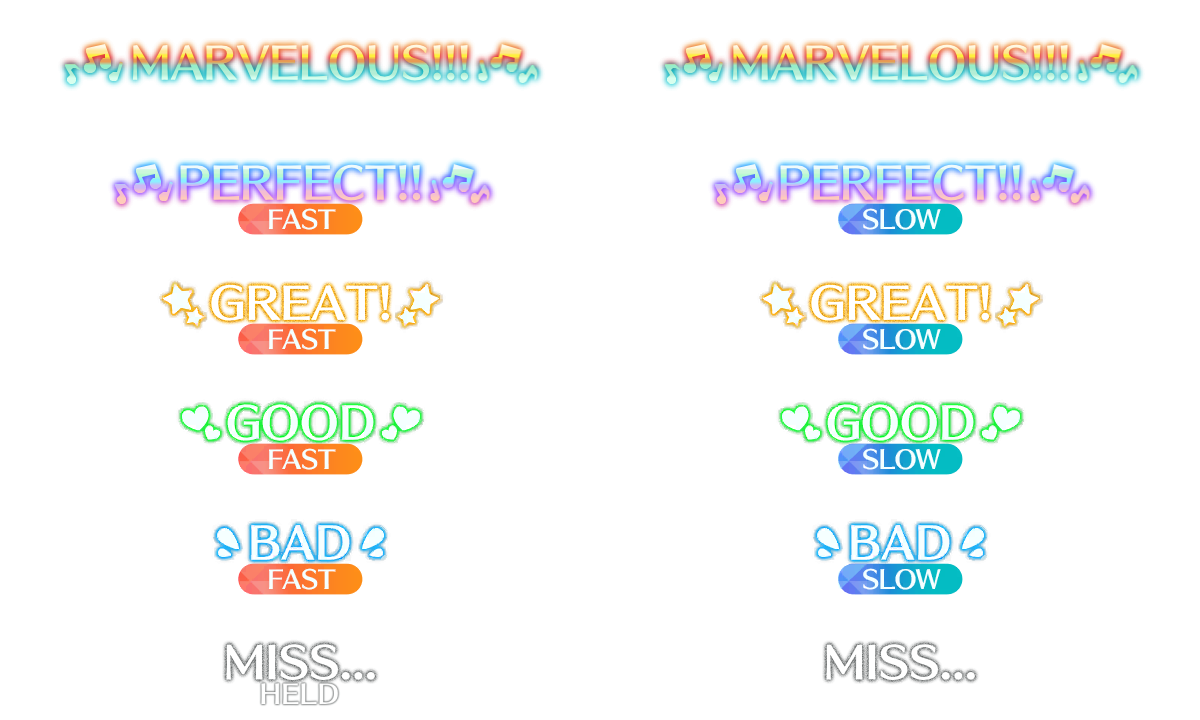 MARVELOUS!!! MARVELOUS!!!
PERFECT!! PERFECT!!
FAST SLOW
GREAT! GREAT!
FAST SLOW
GOOD GOOD
FAST SLOW
BAD BAD
FAST SLOW
MISS... MISS...
HELD